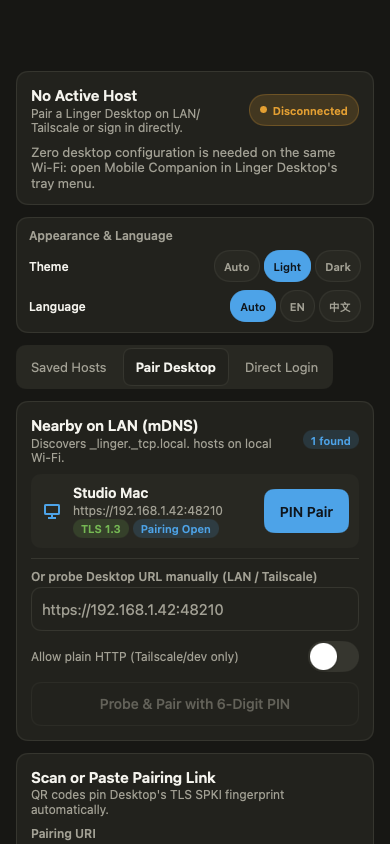 No Active Host
Pair a Linger Desktop on LAN/
Tailscale or sign in directly.
Disconnected
Zero desktop configuration is needed on the same
Wi-Fi: open Mobile Companion in Linger Desktop's
tray menu.
Appearance & Language
Theme
Auto
Light
Dark
Language
Auto
EN
中文
Saved Hosts
Pair Desktop
Direct Login
Nearby on LAN (mDNS)
Discovers _linger._tcp.local. hosts on local
Wi-Fi.
1 found
Studio Mac
https://192.168.1.42:48210
TLS 1.3
Pairing Open
PIN Pair
Or probe Desktop URL manually (LAN / Tailscale)
https://192.168.1.42:48210
Allow plain HTTP (Tailscale/dev only)
Probe & Pair with 6-Digit PIN
Scan or Paste Pairing Link
QR codes pin Desktop's TLS SPKI fingerprint
automatically.
Pairing URI